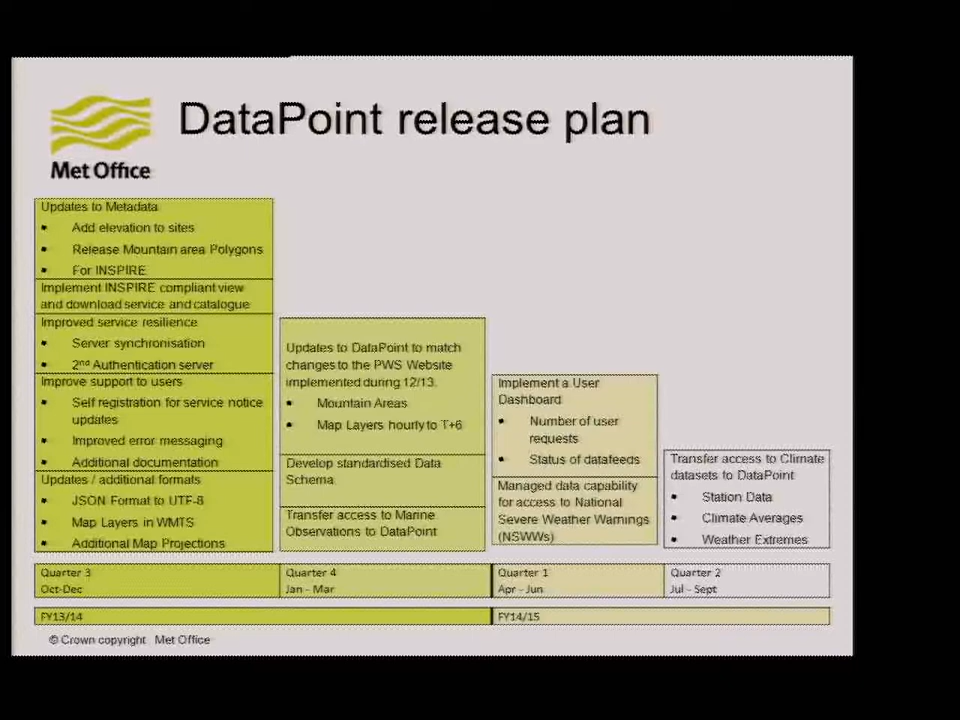 DataPoint release plan
Met Office
Updates to Metadata
• Add elevation to sites
• Release Mountain area Polygons
• For INSPIRE
Implement INSPIRE compliant view
and download service and catalogue
Improved service resilience
• Server synchronisation
• 2nd Authentication server
Improve support to users
• Self registration for service notice
updates
• Improved error messaging
• Additional documentation
Updates / additional formats
• JSON Format to UTF-8
• Map Layers in WMTS
• Additional Map Projections
Updates to DataPoint to match
changes to the PWS Website
implemented during 12/13.
• Mountain Areas
• Map Layers hourly to T+6
Develop standardised Data
Schema
Transfer access to Marine
Observations to DataPoint
Implement a User
Dashboard
• Number of user
requests
• Status of datafeeds
Managed data capability
for access to National
Severe Weather Warnings
(NSWWs)
Transfer access to Climate
datasets to DataPoint
• Station Data
• Climate Averages
• Weather Extremes
Quarter 3
Oct-Dec
Quarter 4
Jan - Mar
Quarter 1
Apr - Jun
Quarter 2
Jul - Sept
FY13/14
FY14/15
© Crown copyright Met Office